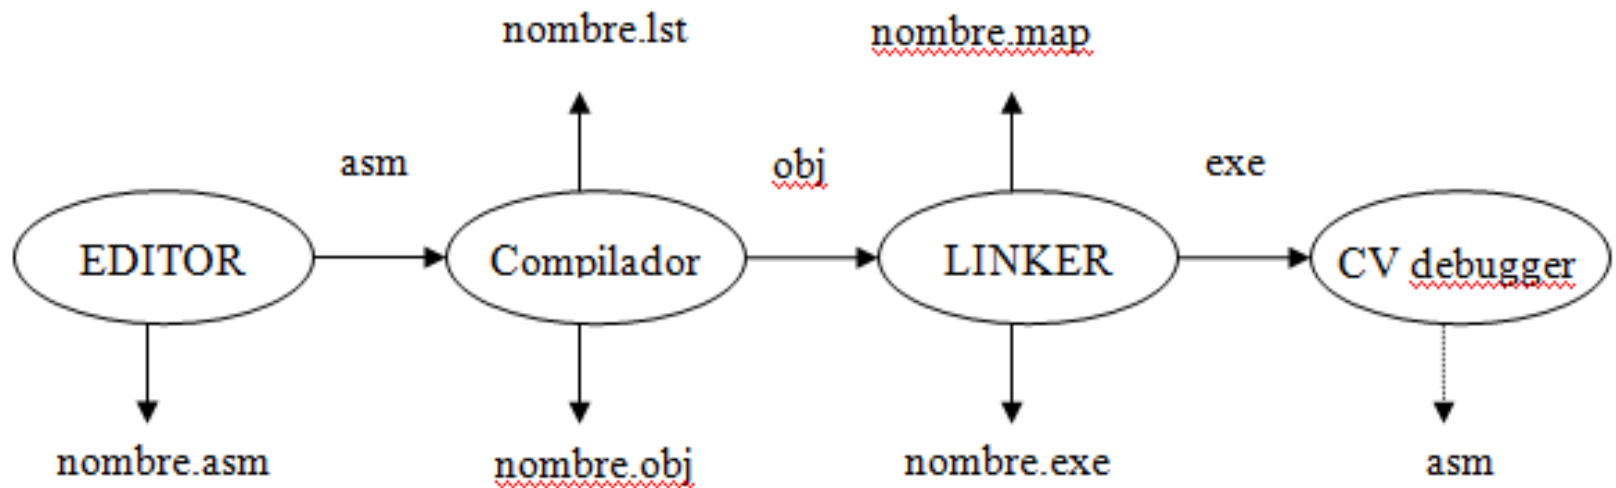 nombre.lst
nombre.map
asm
obj
exe
EDITOR
Compilador
LINKER
CV debugger
nombre.asm
nombre.obj
nombre.exe
asm